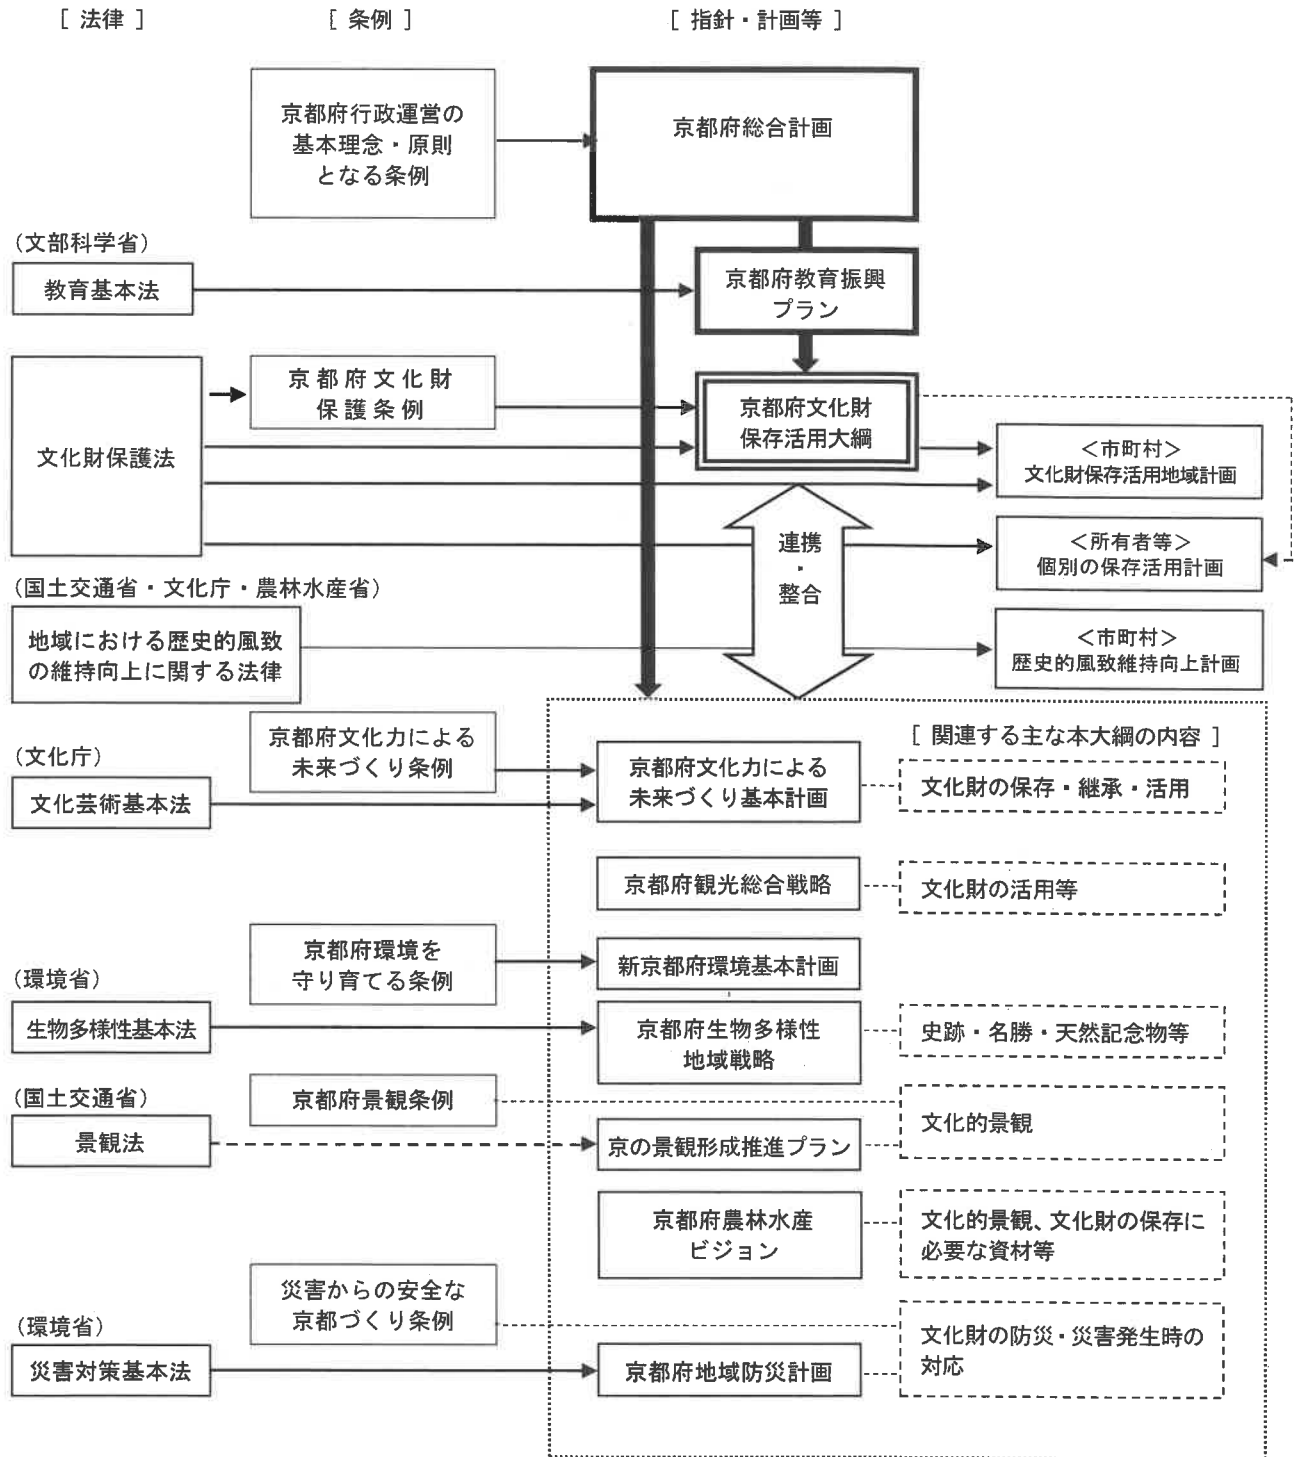 [ 法律 ]
[ 条例 ]
[ 指針・計画等 ]
京都府行政運営の
基本理念・原則
となる条例
京都府総合計画
(文部科学省)
教育基本法
京都府教育振興
プラン
文化財保護法
京都府文化財
保護条例
京都府文化財
保存活用大綱
＜市町村＞
文化財保存活用地域計画
＜所有者等＞
個別の保存活用計画
連携
・
整合
(国土交通省・文化庁・農林水産省)
地域における歴史的風致
の維持向上に関する法律
＜市町村＞
歴史的風致維持向上計画
[ 関連する主な本大綱の内容 ]
京都府文化力による
未来づくり条例
(文化庁)
文化芸術基本法
京都府文化力による
未来づくり基本計画
文化財の保存・継承・活用
京都府観光総合戦略
文化財の活用等
京都府環境を
守り育てる条例
新京都府環境基本計画
(環境省)
生物多様性基本法
京都府生物多様性
地域戦略
史跡・名勝・天然記念物等
(国土交通省)
京都府景観条例
景観法
京の景観形成推進プラン
文化的景観
京都府農林水産
ビジョン
文化的景観、文化財の保存に
必要な資材等
災害からの安全な
京都づくり条例
(環境省)
災害対策基本法
京都府地域防災計画
文化財の防災・災害発生時の
対応